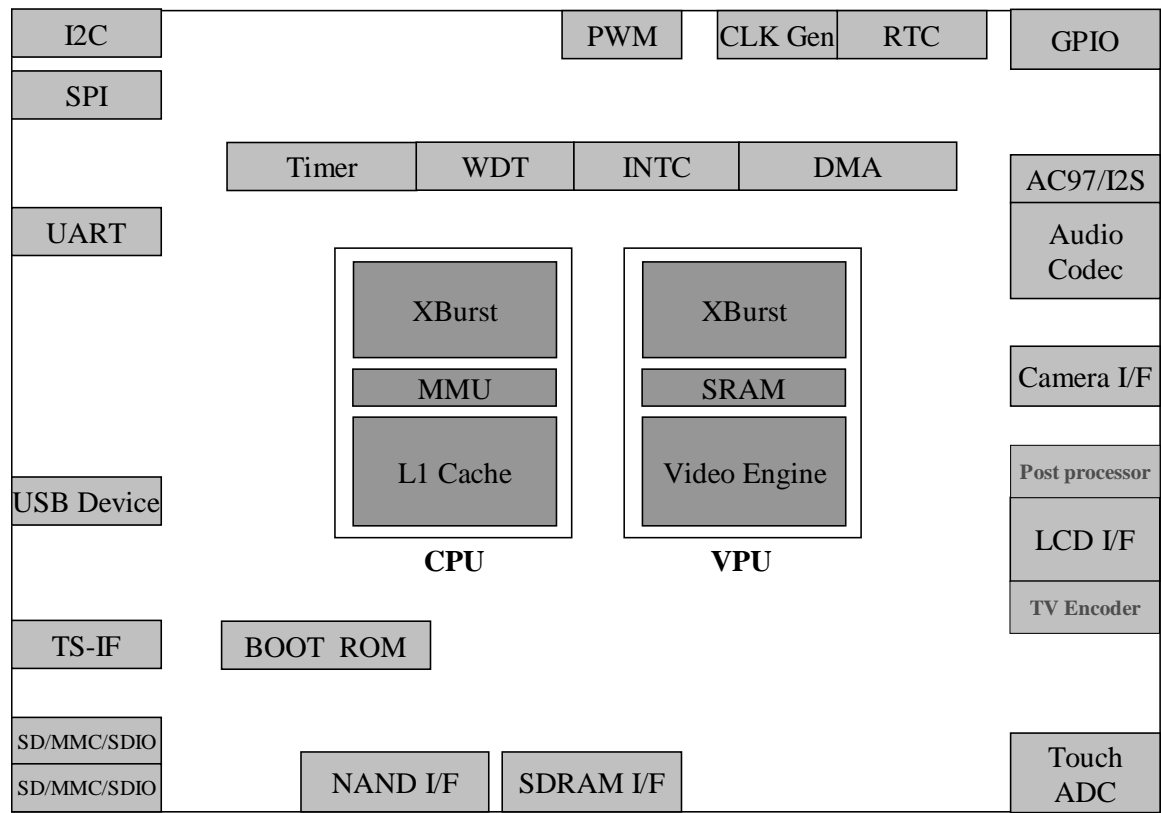 I2C
PWM
CLK Gen
RTC
GPIO
SPI
Timer
WDT
INTC
DMA
AC97/I2S
UART
Audio
Codec
XBurst
XBurst
MMU
SRAM
Camera I/F
L1 Cache
Video Engine
Post processor
USB Device
LCD I/F
CPU
VPU
TV Encoder
TS-IF
BOOT ROM
SD/MMC/SDIO
SD/MMC/SDIO
NAND I/F
SDRAM I/F
Touch
ADC